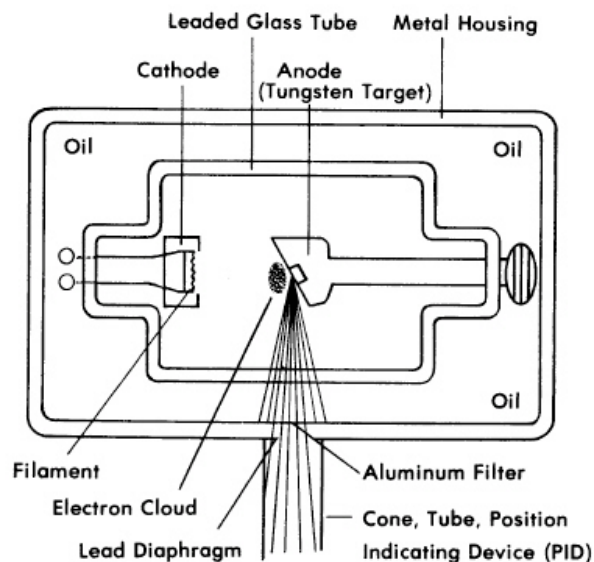 Leaded Glass Tube
Metal Housing
Cathode
Anode
(Tungsten Target)
Oil
Oil
Oil
Filament
Aluminum Filter
Electron Cloud
Cone, Tube, Position
Indicating Device (PID)
Lead Diaphragm